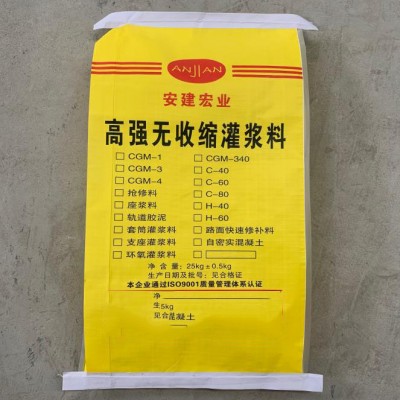 ANJIAN
安建宏业
高强无收缩灌浆料
CGM-1 CGM-340
CGM-3 C-40
CGM-4 C-60
抢修料 C-80
座浆料 H-40
轨道胶泥 H-60
套筒灌浆料 路面快速修补料
支座灌浆料 自密实混凝土
环氧灌浆料
净 含 量：25kg±0.5kg
生产日期及批号：见合格证
本企业通过ISO9001质量管理体系认证
净
生5kg
见合混凝土